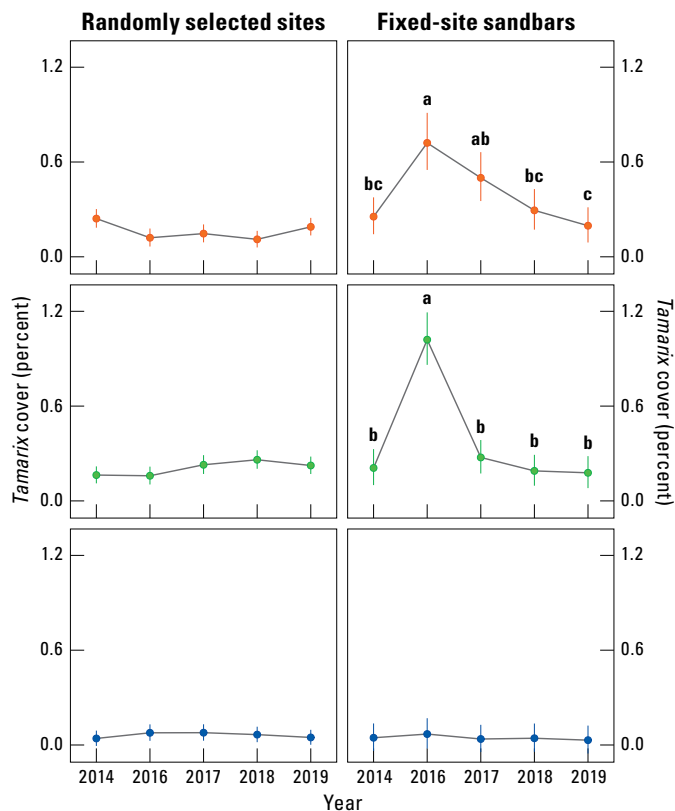 Randomly selected sites
Fixed-site sandbars
1.2
0.6
0.0
a
ab
bc
bc
c
1.2
0.6
0.0
Tamarix cover (percent)
1.2
0.6
0.0
a
b
b
b
b
1.2
0.6
0.0
Tamarix cover (percent)
1.2
0.6
0.0
1.2
0.6
0.0
2014 2016 2017 2018 2019
2014 2016 2017 2018 2019
Year